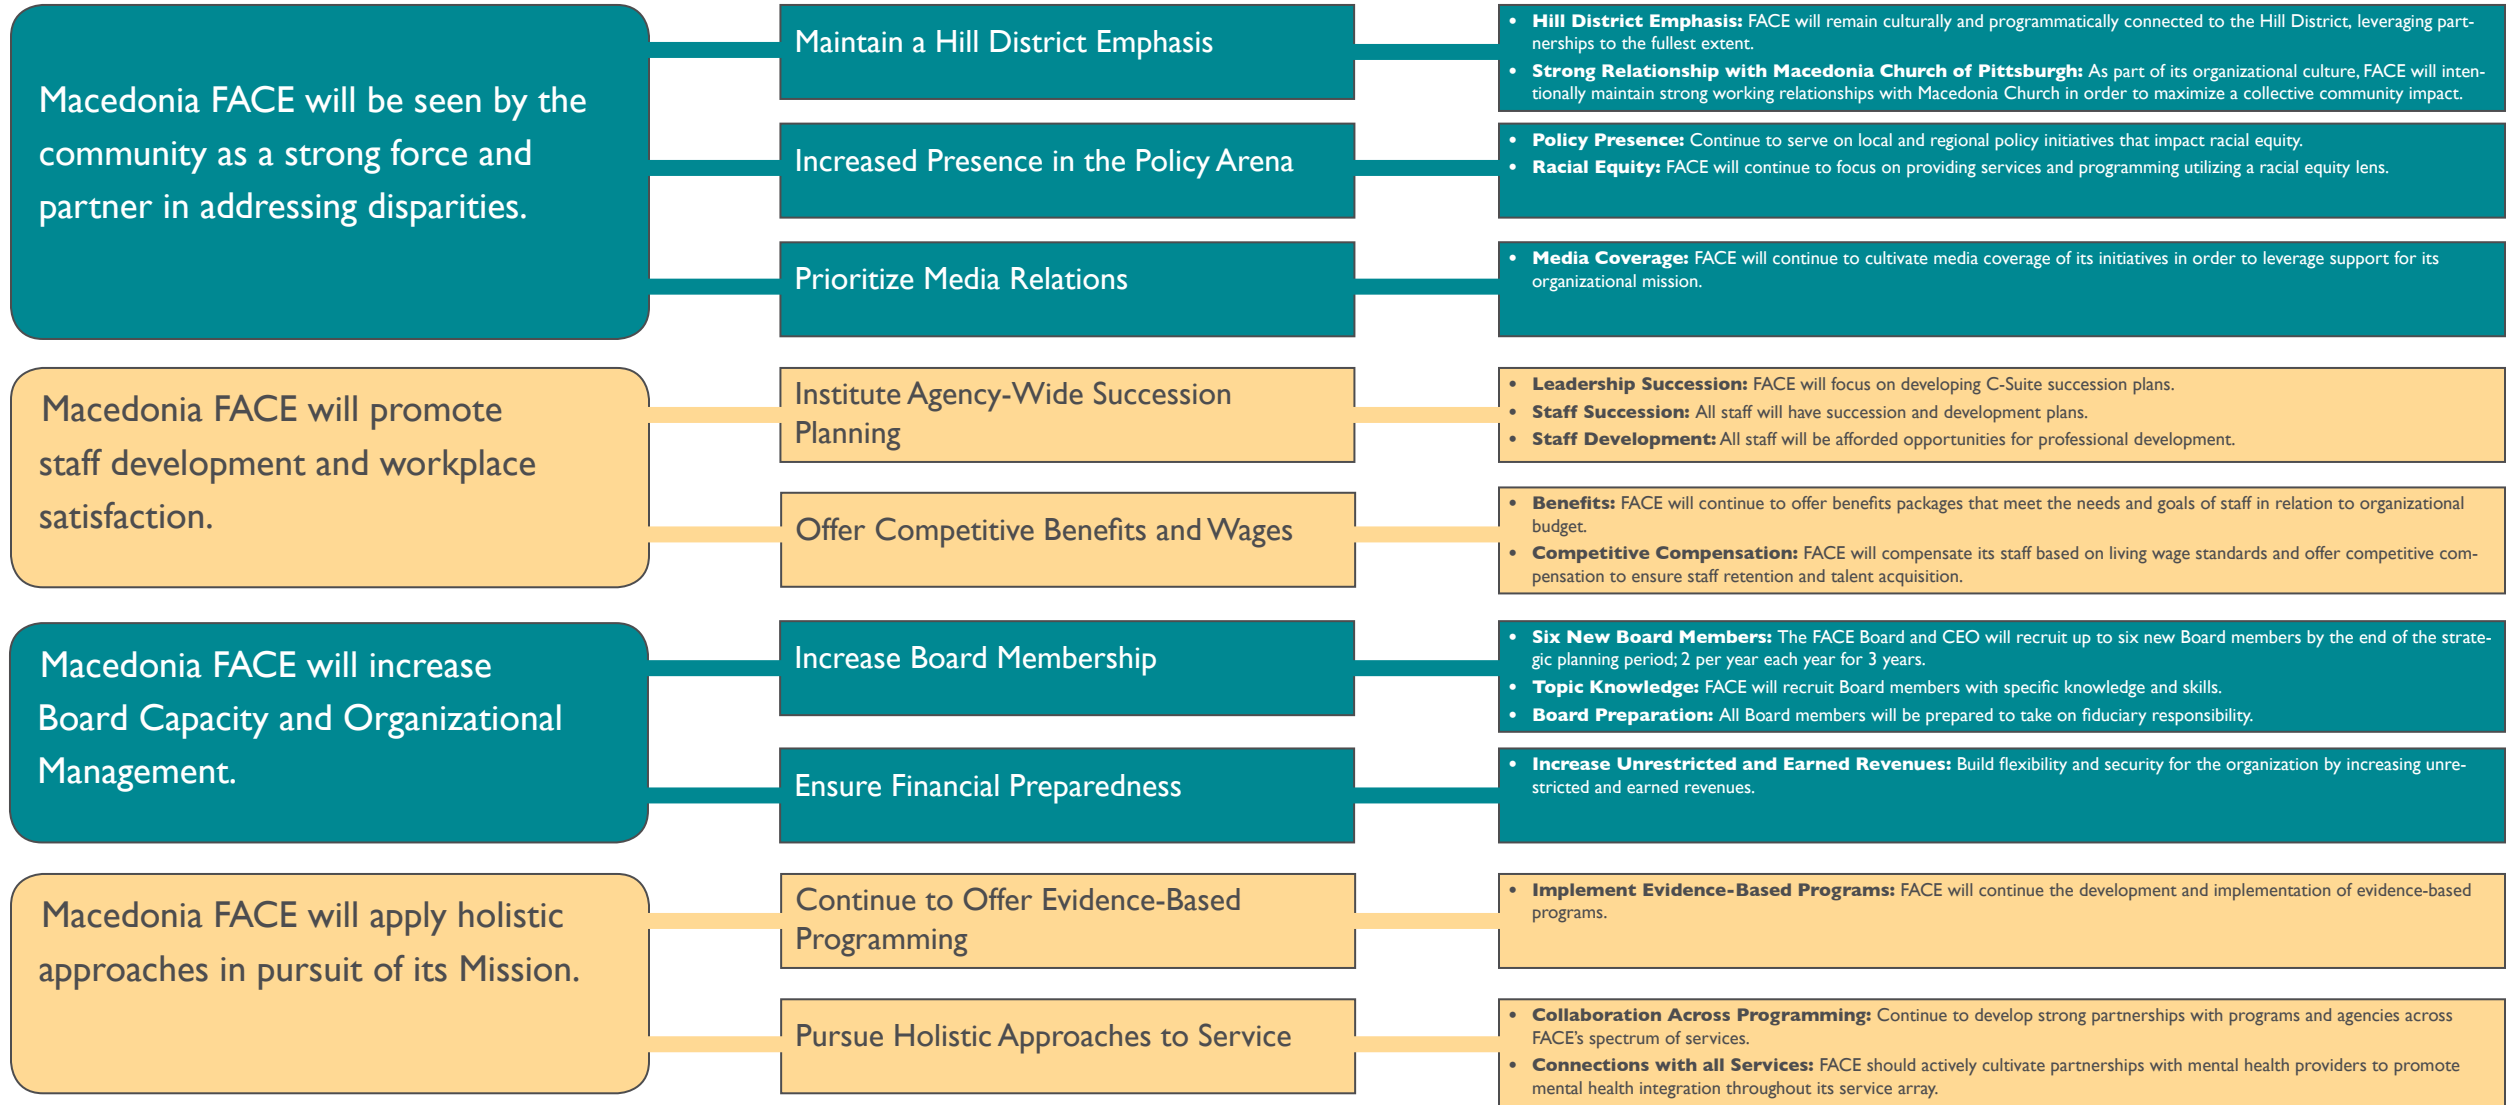 Macedonia FACE will be seen by the
community as a strong force and
partner in addressing disparities.
Maintain a Hill District Emphasis
• Hill District Emphasis: FACE will remain culturally and programmatically connected to the Hill District, leveraging part-
nerships to the fullest extent.
• Strong Relationship with Macedonia Church of Pittsburgh: As part of its organizational culture, FACE will inten-
tionally maintain strong working relationships with Macedonia Church in order to maximize a collective community impact.
Increased Presence in the Policy Arena
• Policy Presence: Continue to serve on local and regional policy initiatives that impact racial equity.
• Racial Equity: FACE will continue to focus on providing services and programming utilizing a racial equity lens.
Prioritize Media Relations
• Media Coverage: FACE will continue to cultivate media coverage of its initiatives in order to leverage support for its
organizational mission.
Macedonia FACE will promote
staff development and workplace
satisfaction.
Institute Agency-Wide Succession
Planning
• Leadership Succession: FACE will focus on developing C-Suite succession plans.
• Staff Succession: All staff will have succession and development plans.
• Staff Development: All staff will be afforded opportunities for professional development.
Offer Competitive Benefits and Wages
• Benefits: FACE will continue to offer benefits packages that meet the needs and goals of staff in relation to organizational
budget.
• Competitive Compensation: FACE will compensate its staff based on living wage standards and offer competitive com-
pensation to ensure staff retention and talent acquisition.
Macedonia FACE will increase
Board Capacity and Organizational
Management.
Increase Board Membership
• Six New Board Members: The FACE Board and CEO will recruit up to six new Board members by the end of the strate-
gic planning period; 2 per year each year for 3 years.
• Topic Knowledge: FACE will recruit Board members with specific knowledge and skills.
• Board Preparation: All Board members will be prepared to take on fiduciary responsibility.
Ensure Financial Preparedness
• Increase Unrestricted and Earned Revenues: Build flexibility and security for the organization by increasing unre-
stricted and earned revenues.
Macedonia FACE will apply holistic
approaches in pursuit of its Mission.
Continue to Offer Evidence-Based
Programming
• Implement Evidence-Based Programs: FACE will continue the development and implementation of evidence-based
programs.
Pursue Holistic Approaches to Service
• Collaboration Across Programming: Continue to develop strong partnerships with programs and agencies across
FACE’s spectrum of services.
• Connections with all Services: FACE should actively cultivate partnerships with mental health providers to promote
mental health integration throughout its service array.